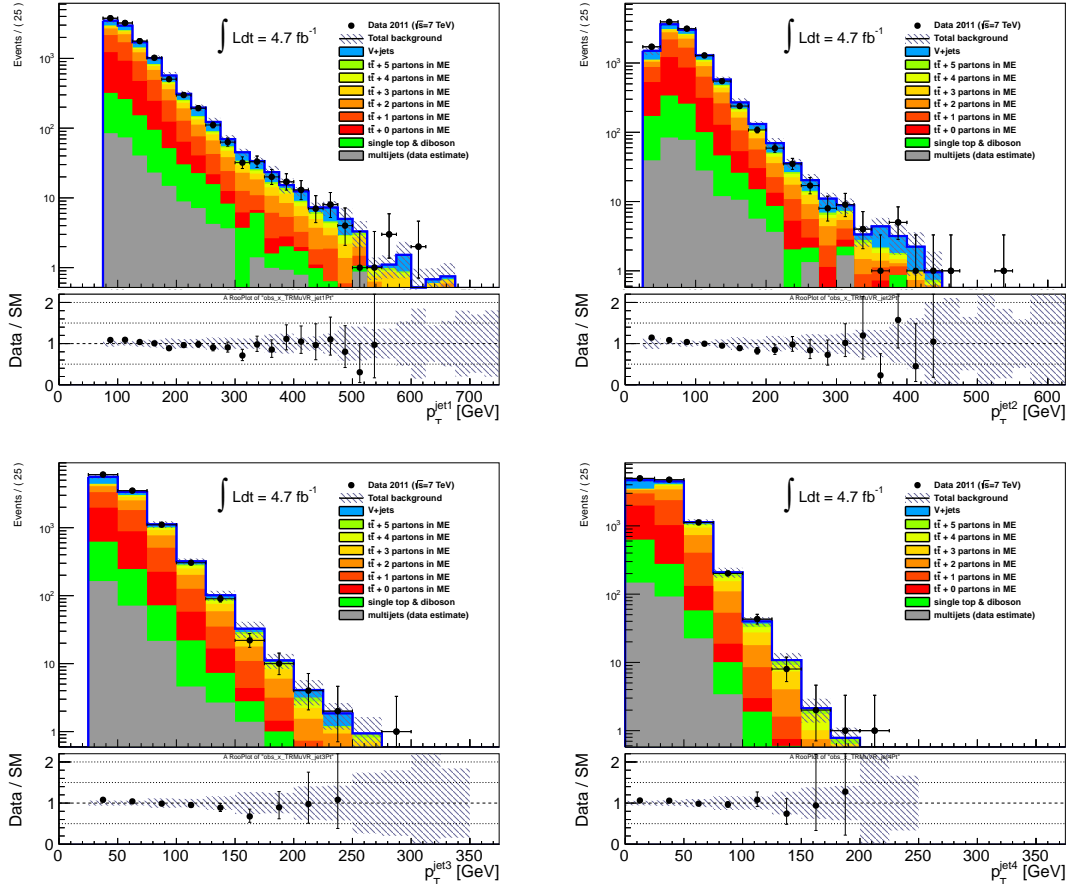 Events / ( 25 )
∫ Ldt = 4.7 fb-1
Data 2011 (√s=7 TeV)
Total background
V+jets
tt̄ + 5 partons in ME
tt̄ + 4 partons in ME
tt̄ + 3 partons in ME
tt̄ + 2 partons in ME
tt̄ + 1 partons in ME
tt̄ + 0 partons in ME
single top & diboson
multijets (data estimate)
10³
10²
10
1
A RooPlot of "obs_x_TRMuVR_jet1Pt"
Data / SM
2
1
0
100 200 300 400 500 600 700
p_T^jet1 [GeV]
Events / ( 25 )
∫ Ldt = 4.7 fb-1
Data 2011 (√s=7 TeV)
Total background
V+jets
tt̄ + 5 partons in ME
tt̄ + 4 partons in ME
tt̄ + 3 partons in ME
tt̄ + 2 partons in ME
tt̄ + 1 partons in ME
tt̄ + 0 partons in ME
single top & diboson
multijets (data estimate)
10³
10²
10
1
A RooPlot of "obs_x_TRMuVR_jet2Pt"
Data / SM
2
1
0
0 100 200 300 400 500 600
p_T^jet2 [GeV]
Events / ( 25 )
∫ Ldt = 4.7 fb-1
Data 2011 (√s=7 TeV)
Total background
V+jets
tt̄ + 5 partons in ME
tt̄ + 4 partons in ME
tt̄ + 3 partons in ME
tt̄ + 2 partons in ME
tt̄ + 1 partons in ME
tt̄ + 0 partons in ME
single top & diboson
multijets (data estimate)
10³
10²
10
1
A RooPlot of "obs_x_TRMuVR_jet3Pt"
Data / SM
2
1
0
0 50 100 150 200 250 300 350
p_T^jet3 [GeV]
Events / ( 25 )
∫ Ldt = 4.7 fb-1
Data 2011 (√s=7 TeV)
Total background
V+jets
tt̄ + 5 partons in ME
tt̄ + 4 partons in ME
tt̄ + 3 partons in ME
tt̄ + 2 partons in ME
tt̄ + 1 partons in ME
tt̄ + 0 partons in ME
single top & diboson
multijets (data estimate)
10³
10²
10
1
A RooPlot of "obs_x_TRMuVR_jet4Pt"
Data / SM
2
1
0
0 50 100 150 200 250 300 350
p_T^jet4 [GeV]